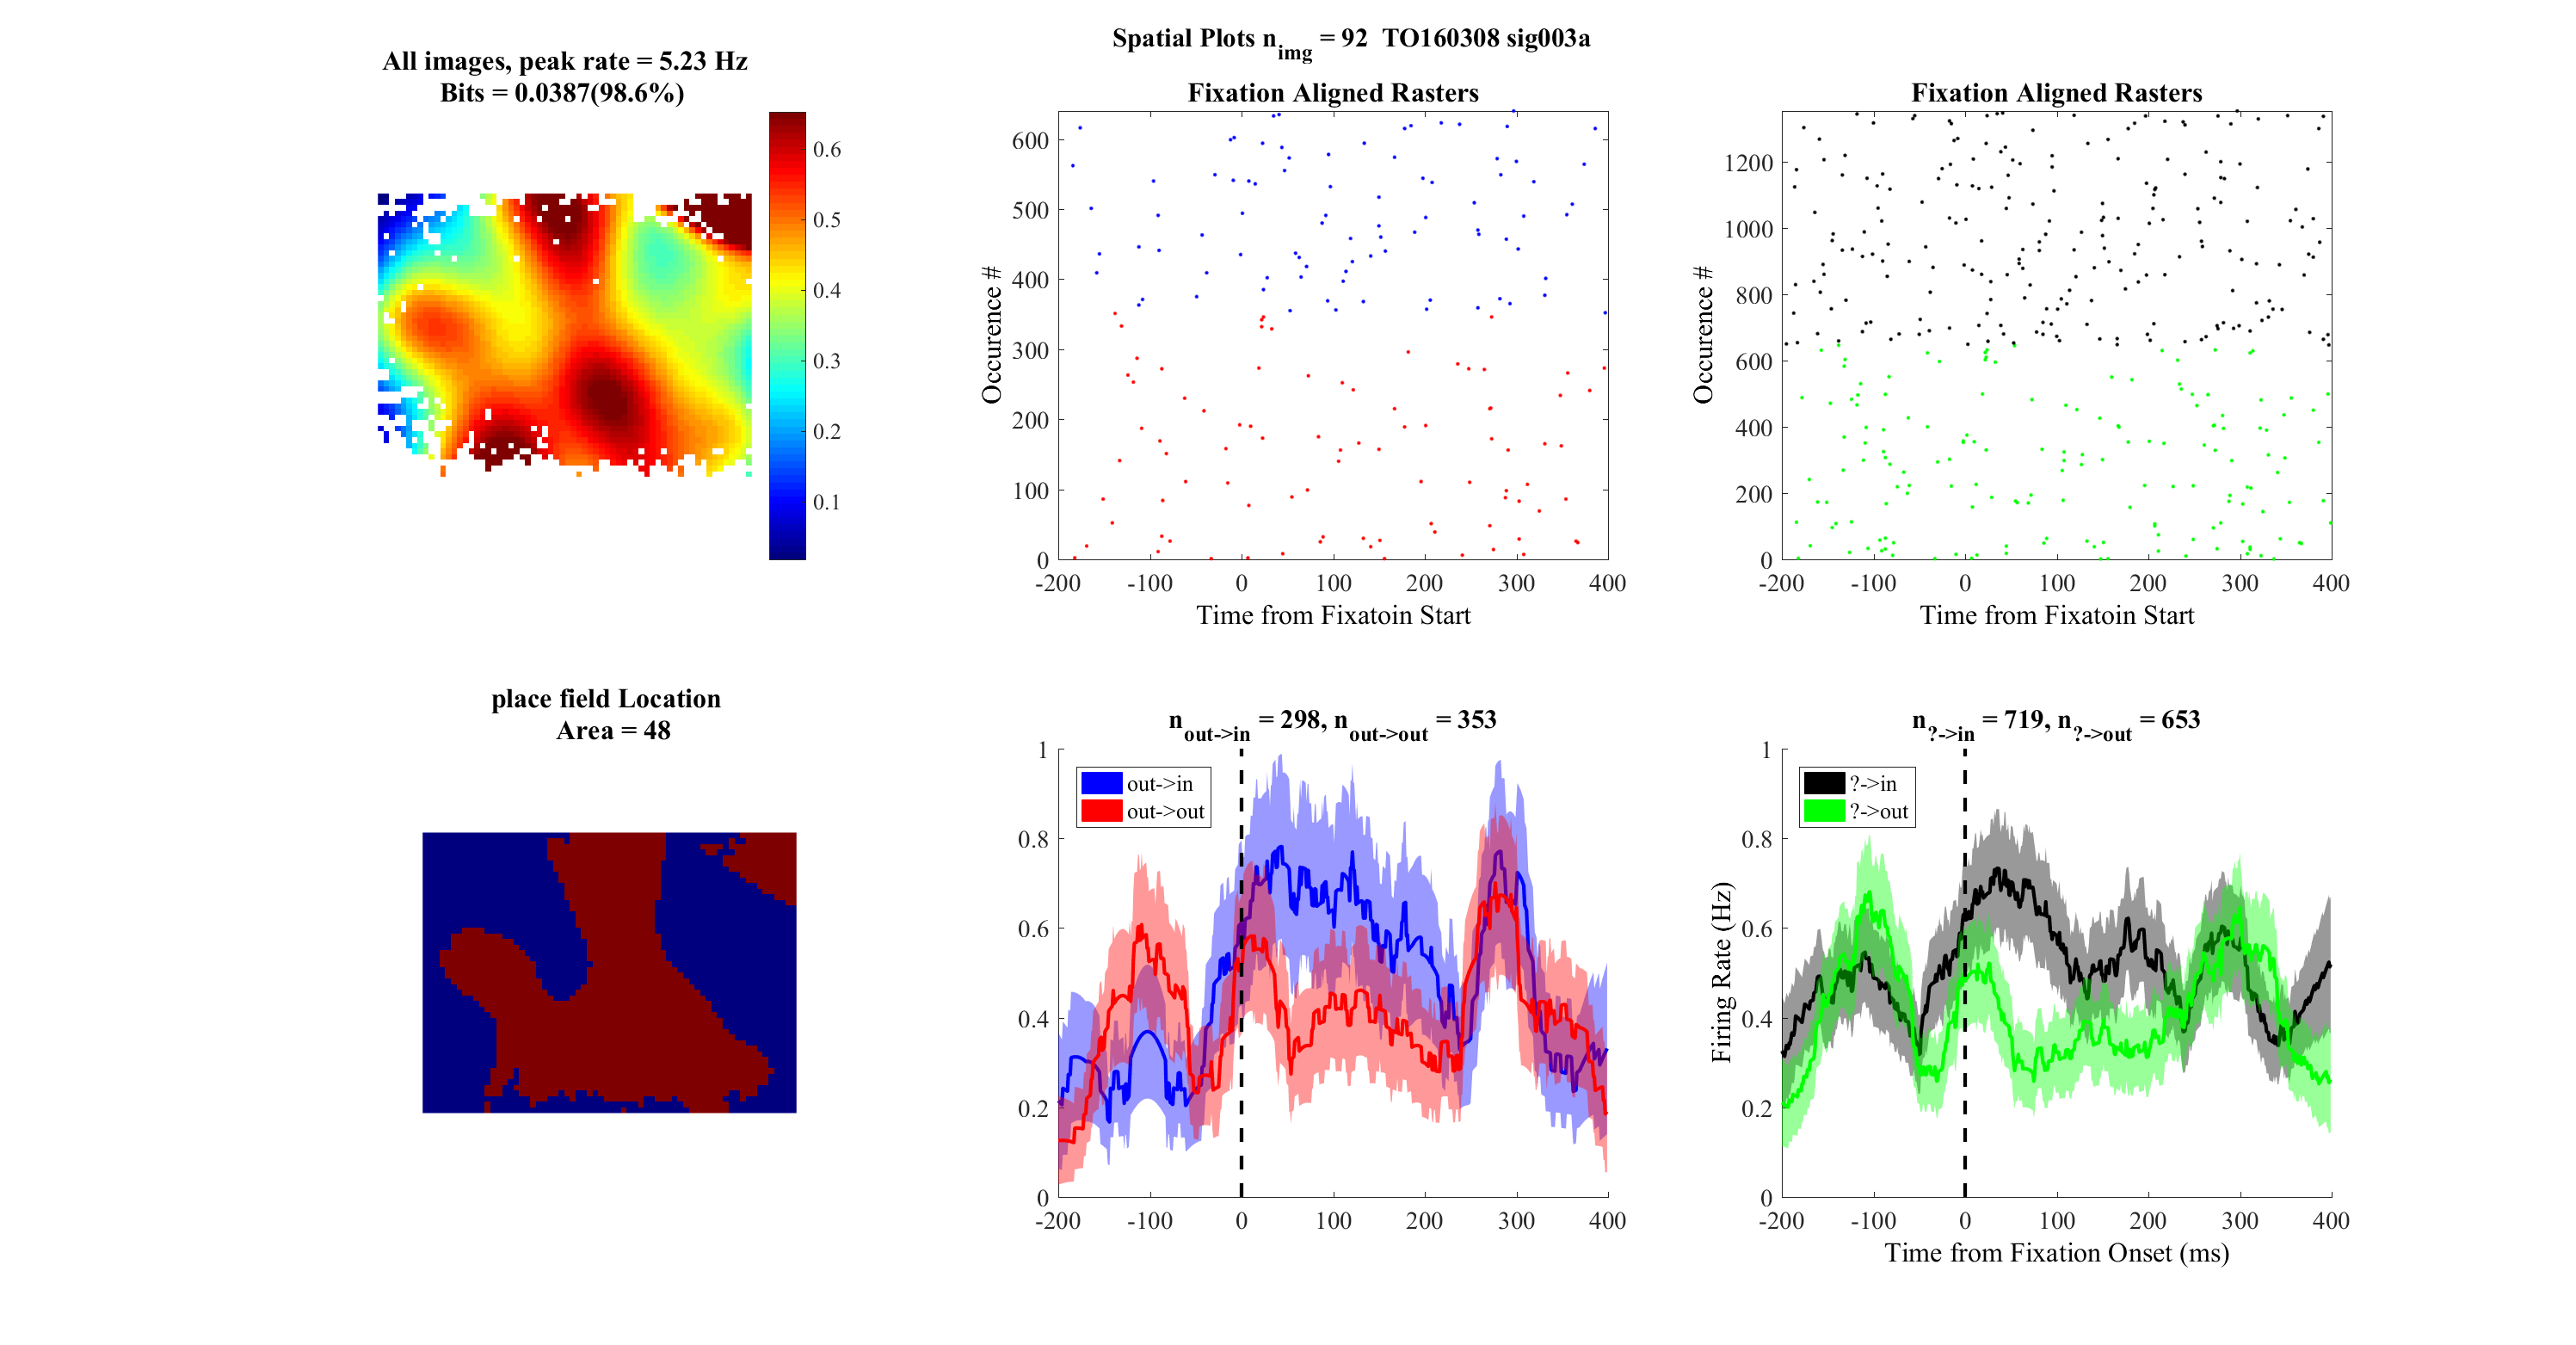 Spatial Plots n_img = 92 TO160308 sig003a
All images, peak rate = 5.23 Hz
Bits = 0.0387(98.6%)
0.6
0.5
0.4
0.3
0.2
0.1
Fixation Aligned Rasters
Occurence #
600
500
400
300
200
100
0
-200 -100 0 100 200 300 400
Time from Fixatoin Start
Fixation Aligned Rasters
Occurence #
1200
1000
800
600
400
200
0
-200 -100 0 100 200 300 400
Time from Fixatoin Start
place field Location
Area = 48
n_out->in = 298, n_out->out = 353
out->in
out->out
1
0.8
0.6
0.4
0.2
0
-200 -100 0 100 200 300 400
n_?->in = 719, n_?->out = 653
?->in
?->out
Firing Rate (Hz)
1
0.8
0.6
0.4
0.2
0
-200 -100 0 100 200 300 400
Time from Fixation Onset (ms)